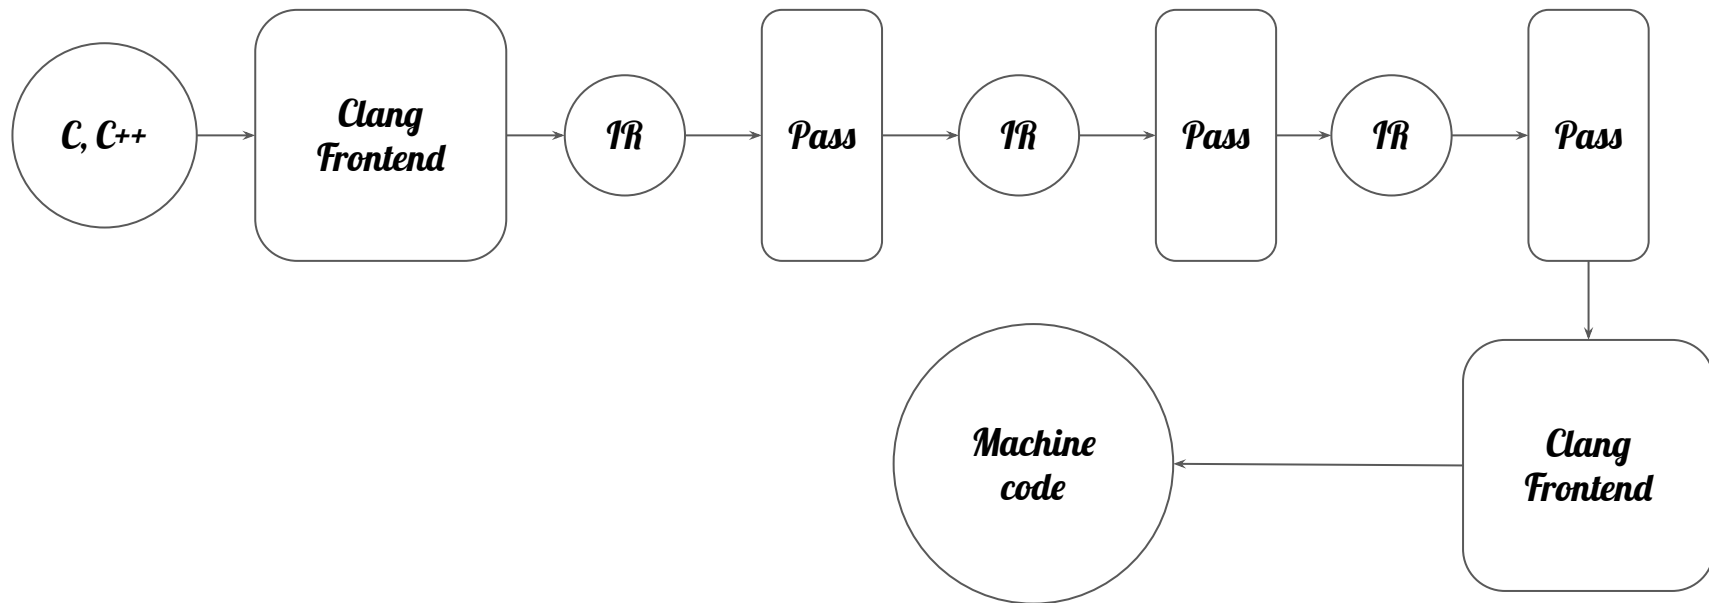 C, C++
Clang
Frontend
IR
Pass
IR
Pass
IR
Pass
Machine
code
Clang
Frontend